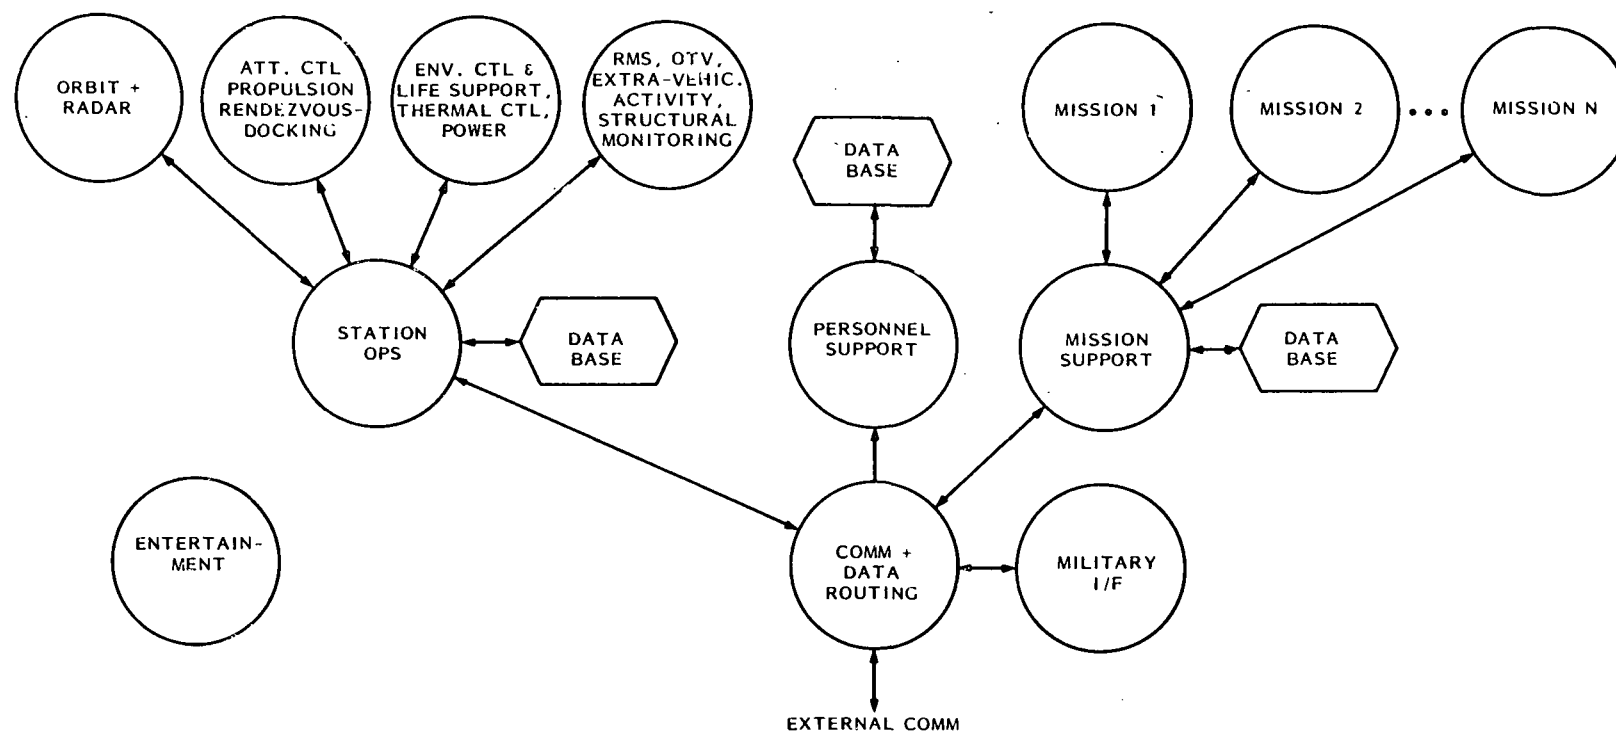 ORBIT +
RADAR
ATT. CTL
PROPULSION
RENDEZVOUS-
DOCKING
ENV. CTL &
LIFE SUPPORT,
THERMAL CTL,
POWER
RMS, OTV,
EXTRA-VEHIC.
ACTIVITY,
STRUCTURAL
MONITORING
DATA
BASE
MISSION 1
MISSION 2
MISSION N
STATION
OPS
DATA
BASE
PERSONNEL
SUPPORT
MISSION
SUPPORT
DATA
BASE
ENTERTAIN-
MENT
COMM +
DATA
ROUTING
MILITARY
I/F
EXTERNAL COMM